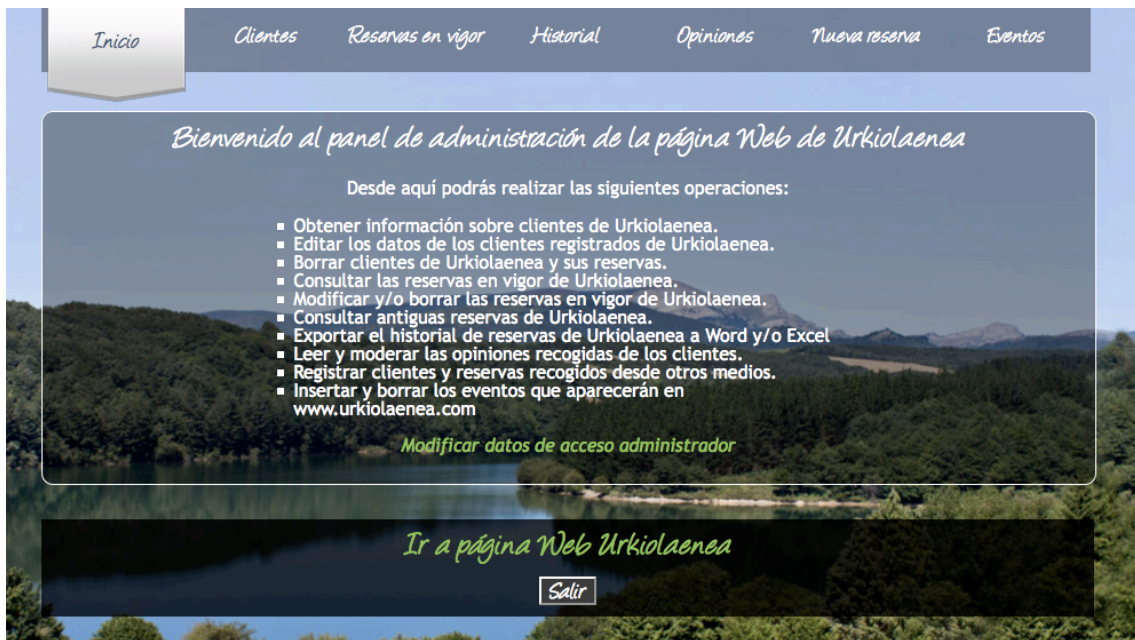 Inicio Clientes Reservas en vigor Historial Opiniones Nueva reserva Eventos
Bienvenido al panel de administración de la página Web de Urkiolaenea
Desde aquí podrás realizar las siguientes operaciones:
Obtener información sobre clientes de Urkiolaenea.
Editar los datos de los clientes registrados de Urkiolaenea.
Borrar clientes de Urkiolaenea y sus reservas.
Consultar las reservas en vigor de Urkiolaenea.
Modificar y/o borrar las reservas en vigor de Urkiolaenea.
Consultar antiguas reservas de Urkiolaenea.
Exportar el historial de reservas de Urkiolaenea a Word y/o Excel
Leer y moderar las opiniones recogidas de los clientes.
Registrar clientes y reservas recogidos desde otros medios.
Insertar y borrar los eventos que aparecerán en
www.urkiolaenea.com
Modificar datos de acceso administrador
Ir a página Web Urkiolaenea
Salir